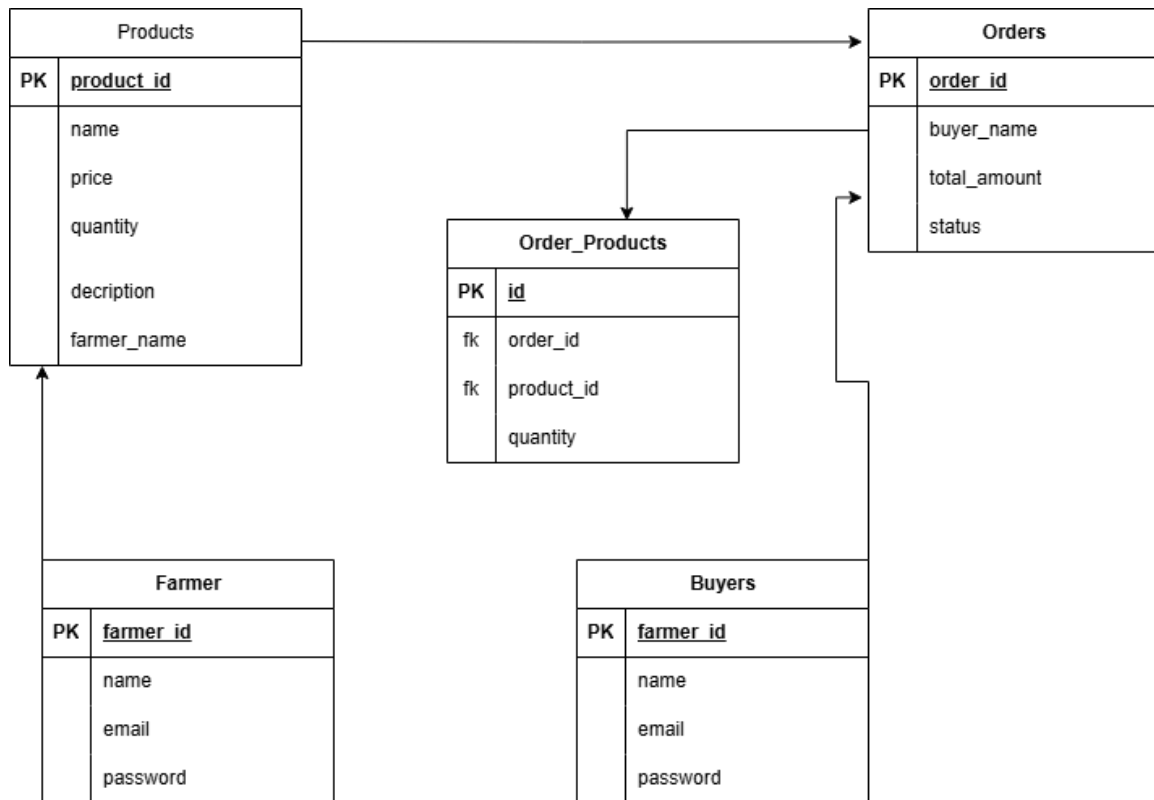 Products
PK product_id
name
price
quantity
decription
farmer_name
Orders
PK order_id
buyer_name
total_amount
status
Order_Products
PK id
fk order_id
fk product_id
quantity
Farmer
PK farmer_id
name
email
password
Buyers
PK farmer_id
name
email
password